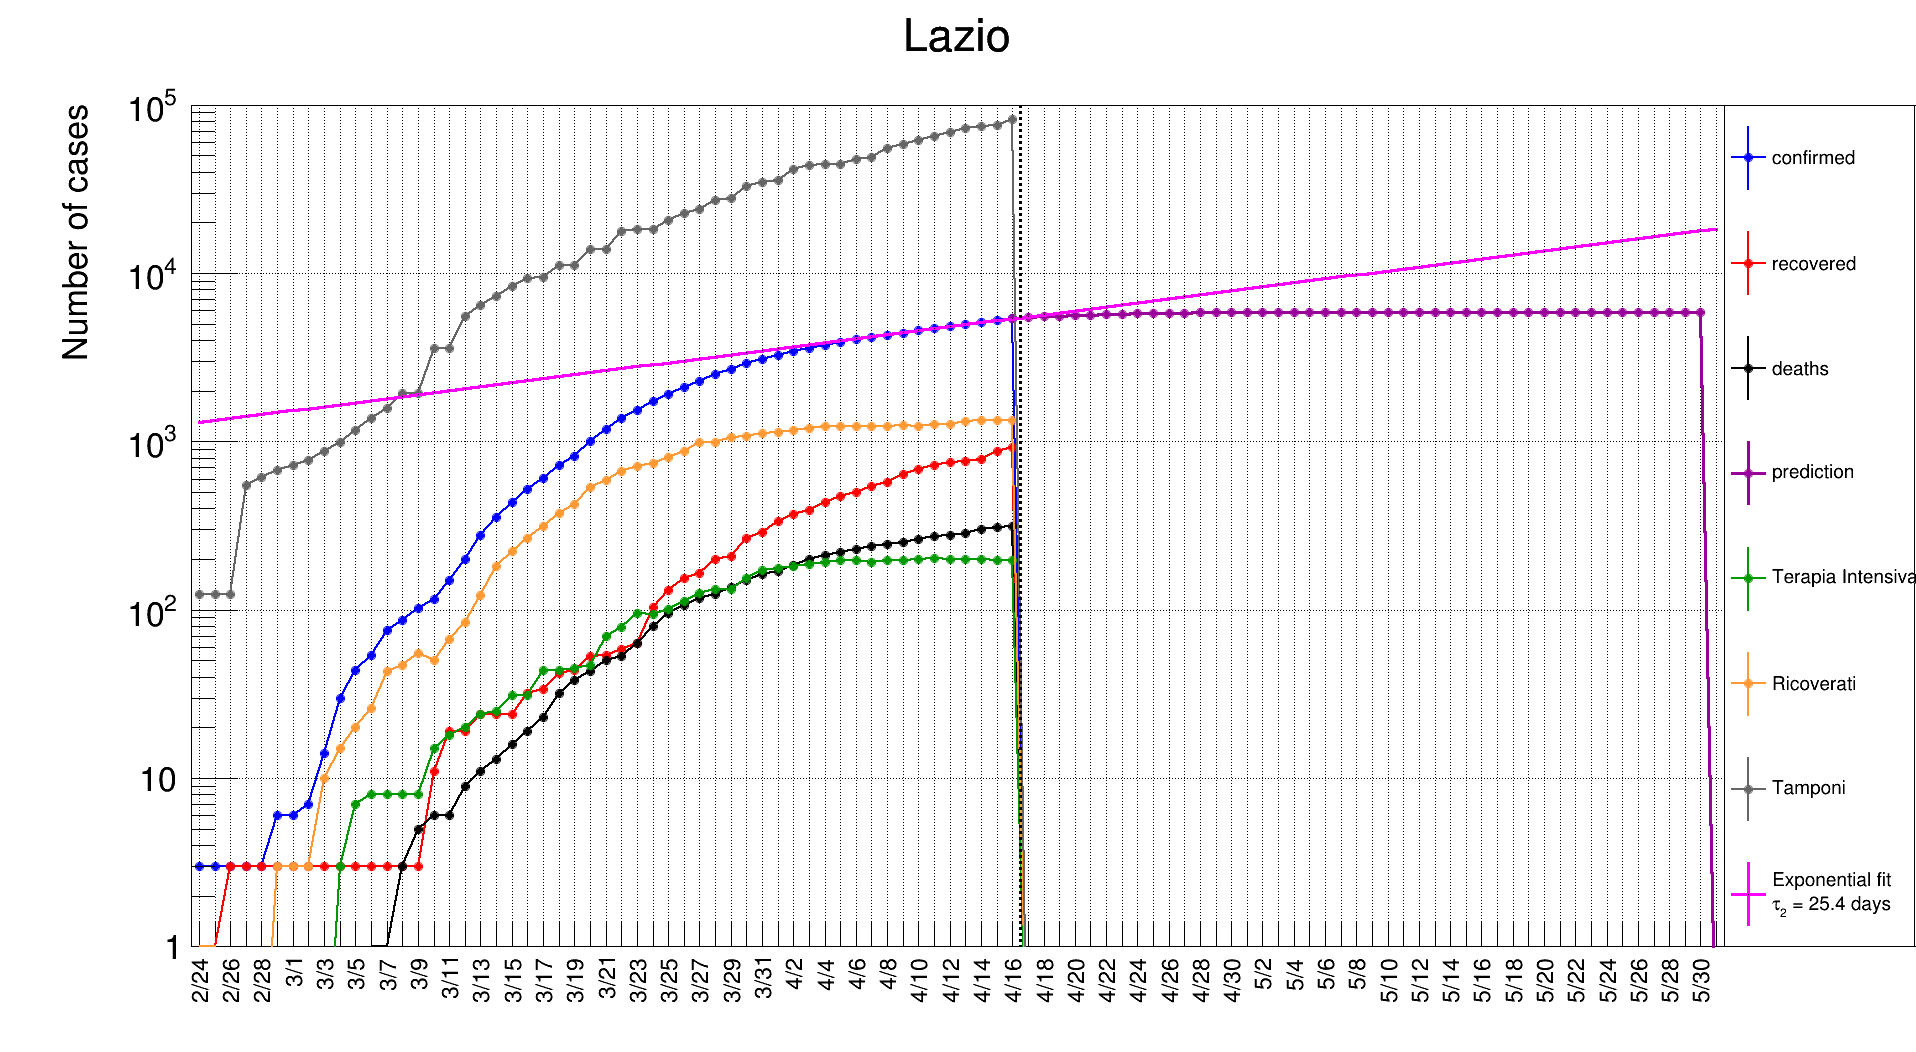 Lazio
Number of cases
10^5
10^4
10^3
10^2
10
1
2/24 2/26 2/28 3/1 3/3 3/5 3/7 3/9 3/11 3/13 3/15 3/17 3/19 3/21 3/23 3/25 3/27 3/29 3/31 4/2 4/4 4/6 4/8 4/10 4/12 4/14 4/16 4/18 4/20 4/22 4/24 4/26 4/28 4/30 5/2 5/4 5/6 5/8 5/10 5/12 5/14 5/16 5/18 5/20 5/22 5/24 5/26 5/28 5/30
confirmed
recovered
deaths
prediction
Terapia Intensiva
Ricoverati
Tamponi
Exponential fit
τ_2 = 25.4 days